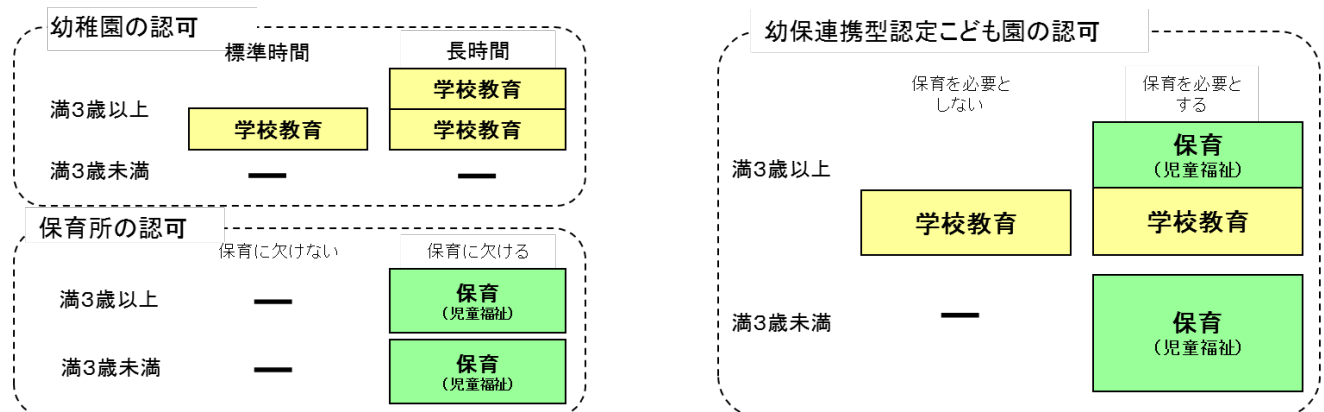 幼稚園の認可
標準時間
長時間
満3歳以上
学校教育
学校教育
学校教育
満3歳未満
―
―
保育所の認可
保育に欠けない
保育に欠ける
満3歳以上
―
保育
(児童福祉)
満3歳未満
―
保育
(児童福祉)
幼保連携型認定こども園の認可
保育を必要と
しない
保育を必要と
する
満3歳以上
保育
(児童福祉)
学校教育
学校教育
満3歳未満
―
保育
(児童福祉)